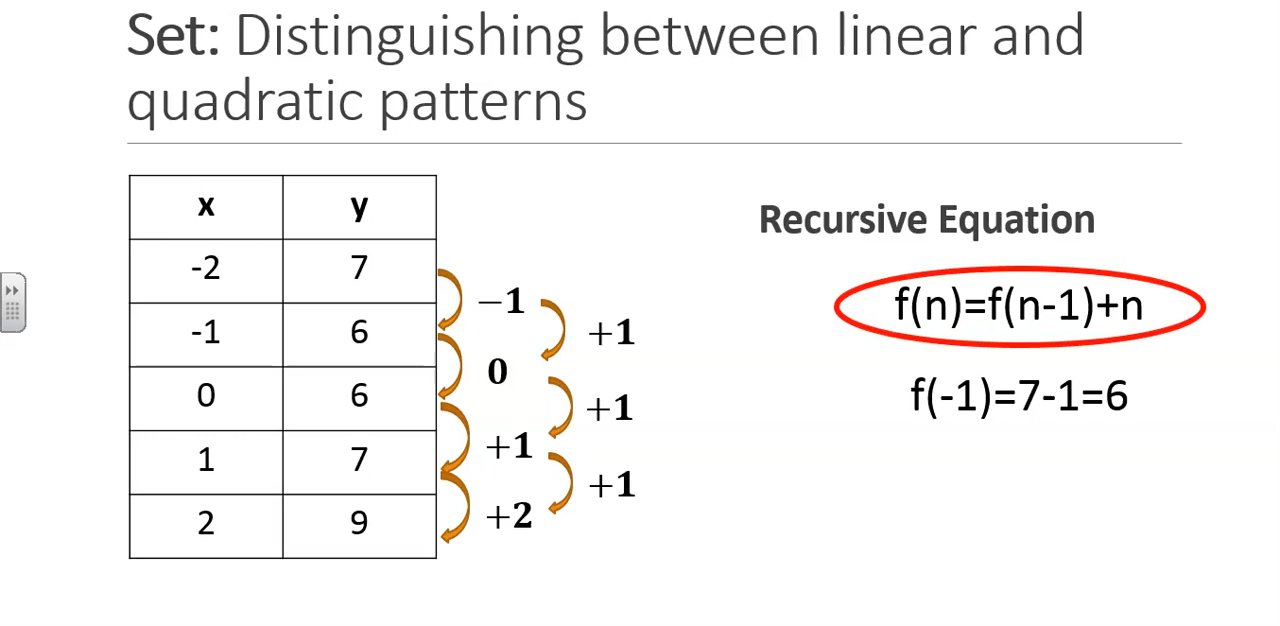 Set: Distinguishing between linear and
quadratic patterns
x y
-2 7
-1 6
0 6
1 7
2 9
−1
0
+1
+2
+1
+1
+1
Recursive Equation
f(n)=f(n-1)+n
f(-1)=7-1=6